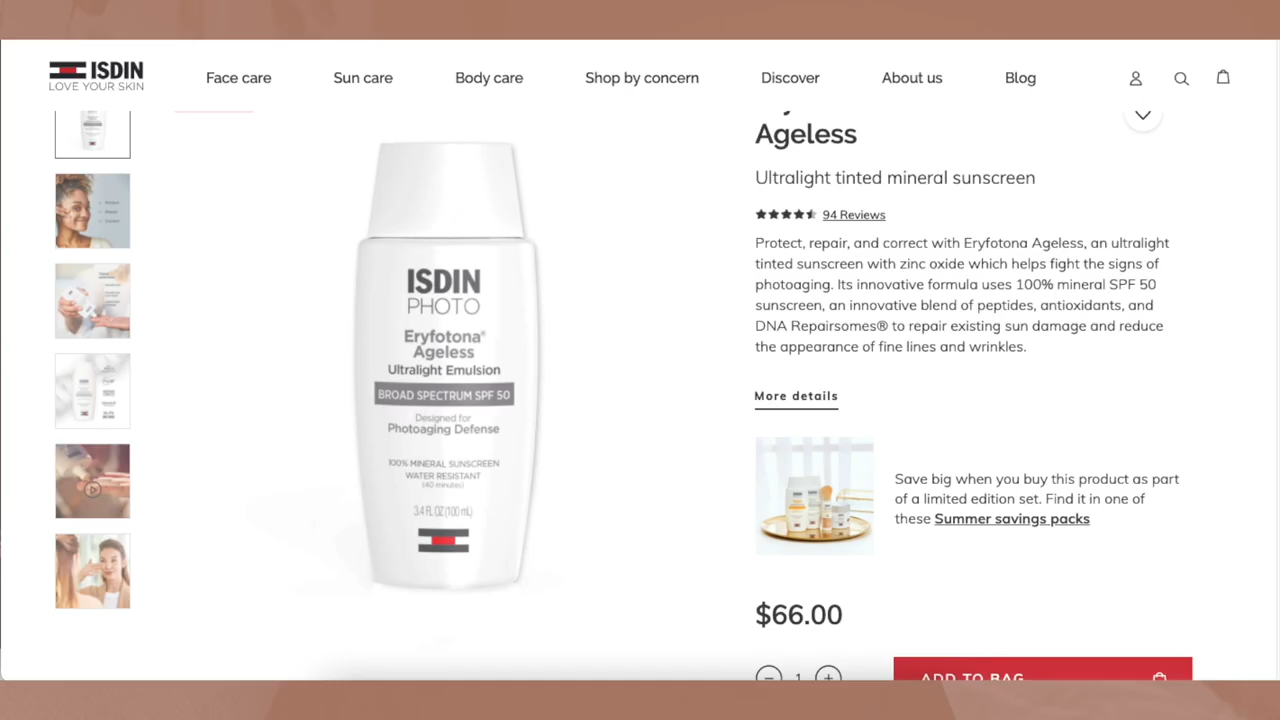 ISDIN
LOVE YOUR SKIN
Face care
Sun care
Body care
Shop by concern
Discover
About us
Blog
Ageless
Ultralight tinted mineral sunscreen
94 Reviews
Protect, repair, and correct with Eryfotona Ageless, an ultralight
tinted sunscreen with zinc oxide which helps fight the signs of
photoaging. Its innovative formula uses 100% mineral SPF 50
sunscreen, an innovative blend of peptides, antioxidants, and
DNA Repairsomes® to repair existing sun damage and reduce
the appearance of fine lines and wrinkles.
More details
Save big when you buy this product as part
of a limited edition set. Find it in one of
these Summer savings packs
$66.00
1
ADD TO BAG
ISDIN
PHOTO
Eryfotona®
Ageless
Ultralight Emulsion
BROAD SPECTRUM SPF 50
Designed for
Photoaging Defense
100% MINERAL SUNSCREEN
WATER RESISTANT
(40 minutes)
3.4 FL.OZ (100 mL)